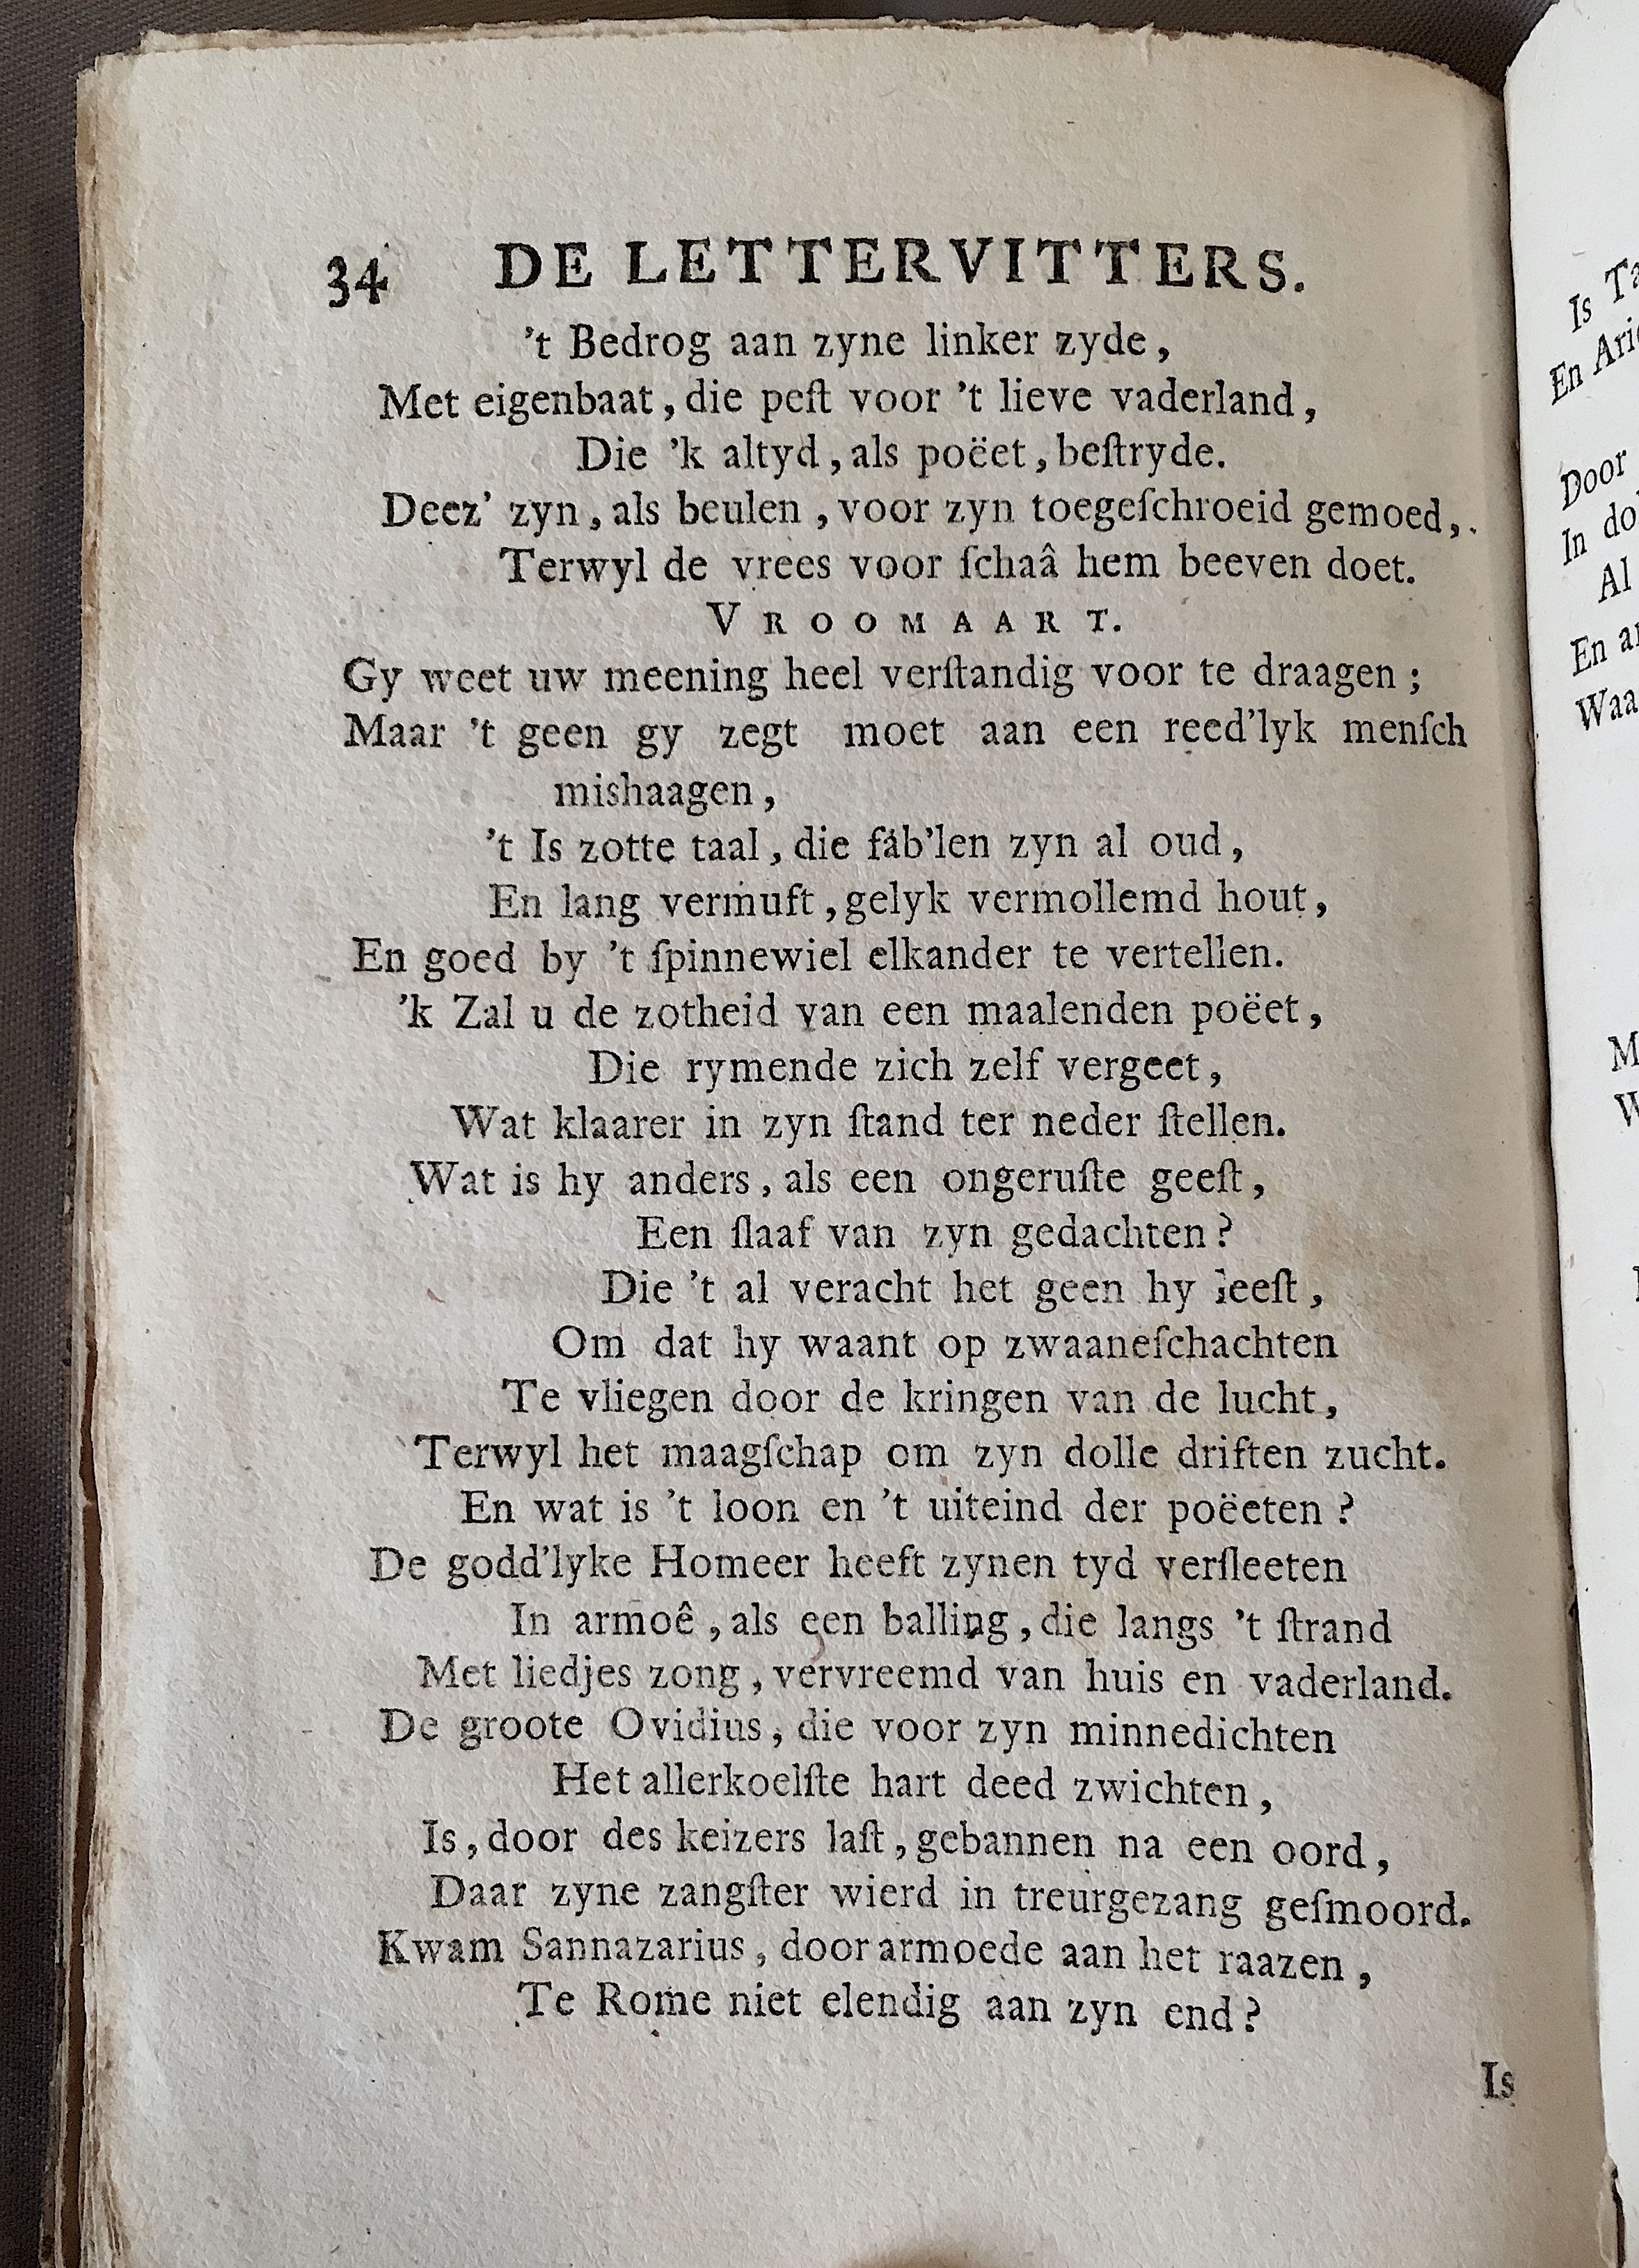 34 DE LETTERVITTERS.
't Bedrog aan zyne linker zyde,
Met eigenbaat, die peſt voor 't lieve vaderland,
Die 'k altyd, als poëet, beſtryde.
Deez' zyn, als beulen, voor zyn toegeſchroeid gemoed,.
Terwyl de vrees voor ſchaâ hem beeven doet.
VROOMAART.
Gy weet uw meening heel verſtandig voor te draagen;
Maar 't geen gy zegt moet aan een reed'lyk menſch
mishaagen,
't Is zotte taal, die fab'len zyn al oud,
En lang vermuft, gelyk vermollemd hout,
En goed by 't ſpinnewiel elkander te vertellen.
'k Zal u de zotheid van een maalenden poëet,
Die rymende zich zelf vergeet,
Wat klaarer in zyn ſtand ter neder ſtellen.
Wat is hy anders, als een ongeruſte geeſt,
Een ſlaaf van zyn gedachten?
Die 't al veracht het geen hy leeſt,
Om dat hy waant op zwaaneſchachten
Te vliegen door de kringen van de lucht,
Terwyl het maagſchap om zyn dolle driften zucht.
En wat is 't loon en 't uiteind der poëeten?
De godd'lyke Homeer heeft zynen tyd verſleeten
In armoê, als een balling, die langs 't ſtrand
Met liedjes zong, vervreemd van huis en vaderland.
De groote Ovidius, die voor zyn minnedichten
Het allerkoelſte hart deed zwichten,
Is, door des keizers laſt, gebannen na een oord,
Daar zyne zangſter wierd in treurgezang geſmoord.
Kwam Sannazarius, door armoede aan het raazen,
Te Rome niet elendig aan zyn end?
Is
Is
En
Door
In
Al
En